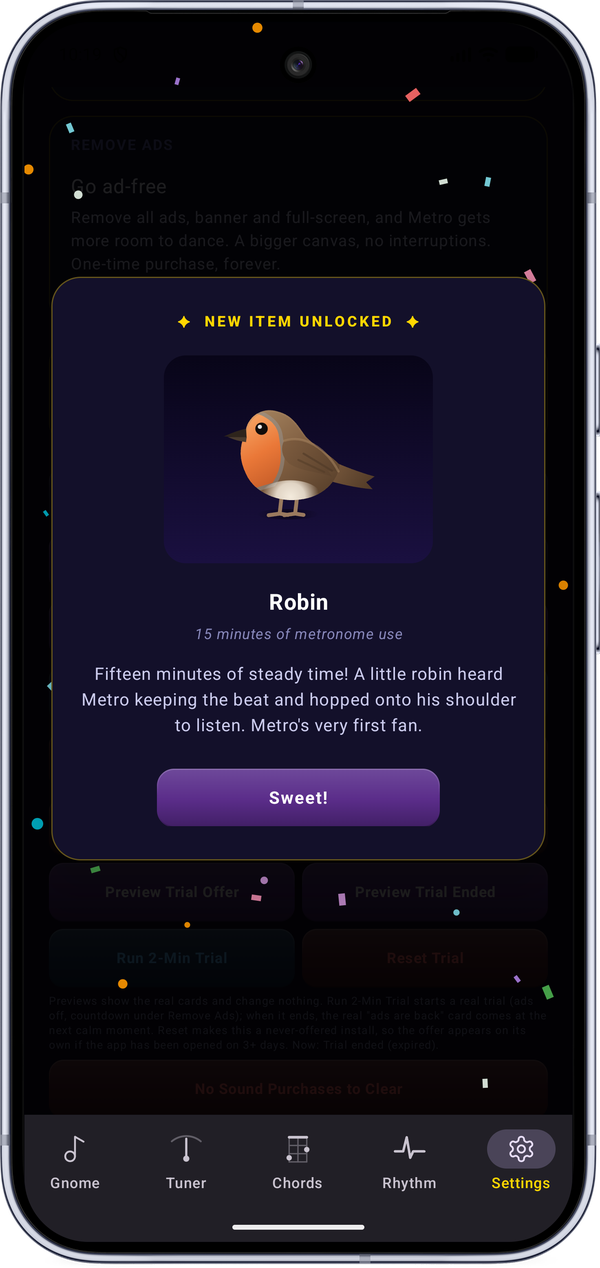 REMOVE ADS
Go ad-free
Remove all ads, banner and full-screen, and Metro gets
more room to dance. A bigger canvas, no interruptions.
One-time purchase, forever.
NEW ITEM UNLOCKED
Robin
15 minutes of metronome use
Fifteen minutes of steady time! A little robin heard
Metro keeping the beat and hopped onto his shoulder
to listen. Metro's very first fan.
Sweet!
Preview Trial Offer
Preview Trial Ended
Run 2-Min Trial
Reset Trial
Previews show the real cards and change nothing. Run 2-Min Trial starts a real trial (ads
off, countdown under Remove Ads); when it ends, the real "ads are back" card comes at the
next calm moment. Reset makes this a never-offered install, so the offer appears on its
own if the app has been opened on 3+ days. Now: Trial ended (expired).
No Sound Purchases to Clear
Gnome
Tuner
Chords
Rhythm
Settings